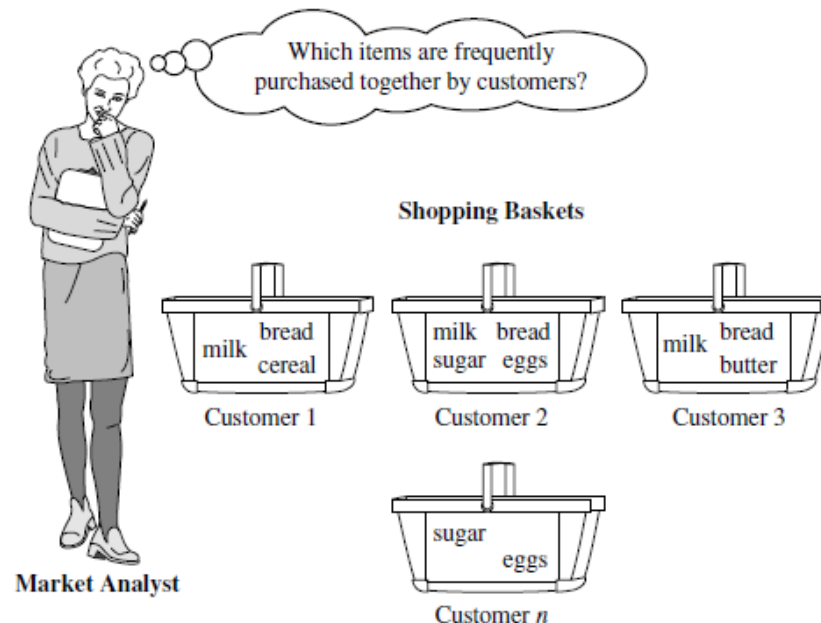 Which items are frequently
purchased together by customers?
Shopping Baskets
milk bread
cereal
Customer 1
milk bread
sugar eggs
Customer 2
milk bread
butter
Customer 3
sugar
eggs
Customer n
Market Analyst